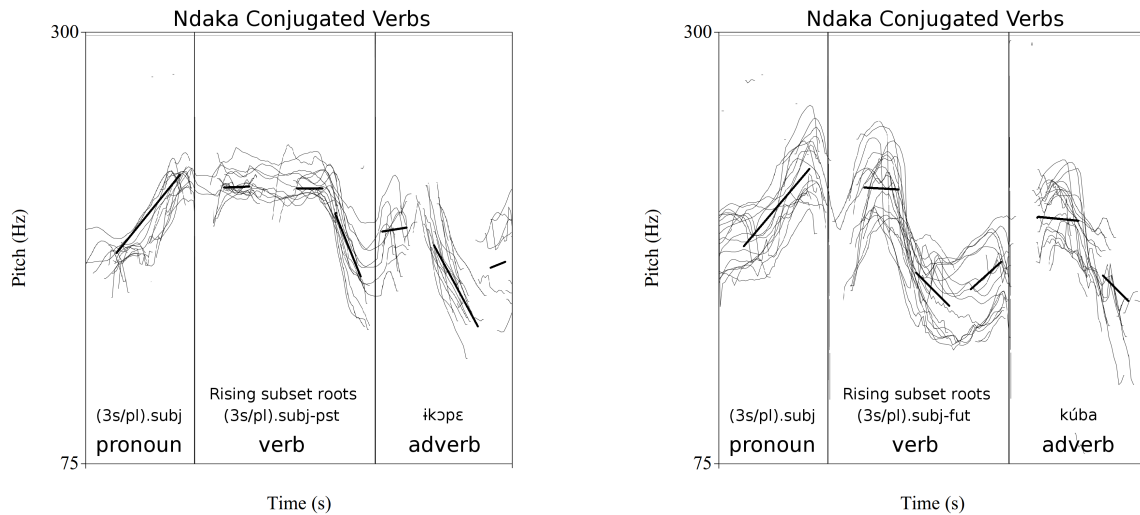 Ndaka Conjugated Verbs
300
Pitch (Hz)
Rising subset roots
(3s/pl).subj
(3s/pl).subj-pst
ɨkɔpɛ
pronoun
verb
adverb
75
Time (s)
Ndaka Conjugated Verbs
300
Pitch (Hz)
Rising subset roots
(3s/pl).subj
(3s/pl).subj-fut
kúba
pronoun
verb
adverb
75
Time (s)